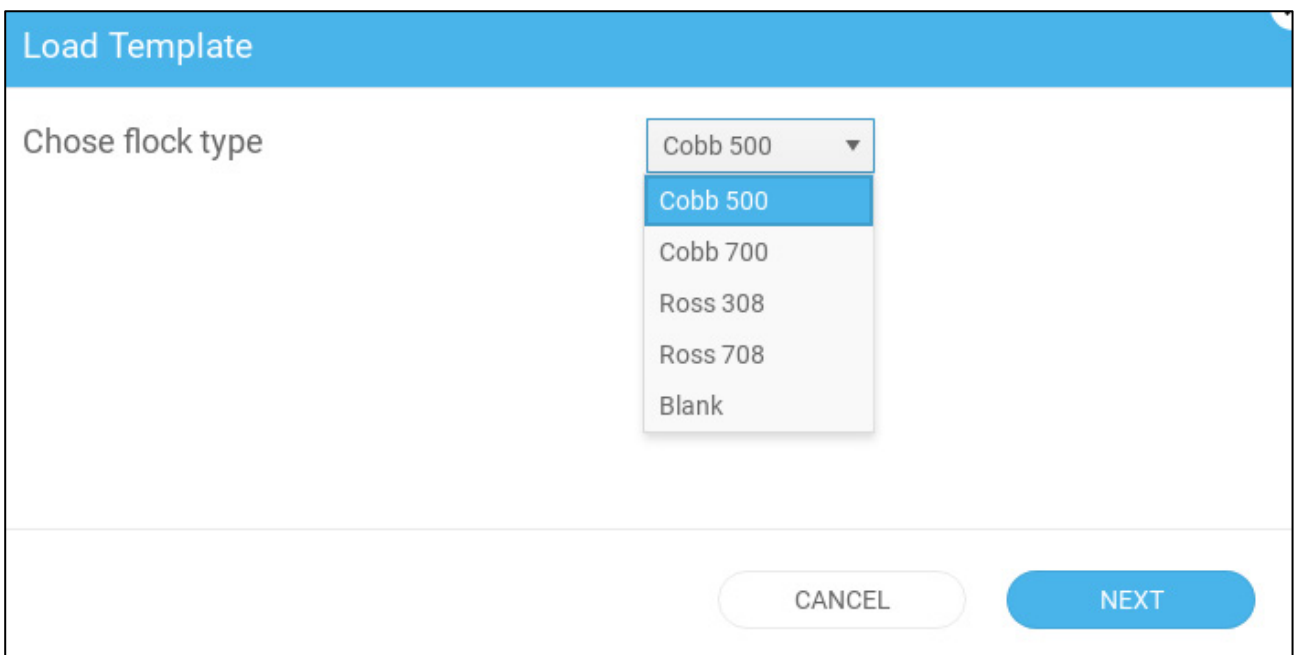 Load Template
Chose flock type
Cobb 500
Cobb 500
Cobb 700
Ross 308
Ross 708
Blank
CANCEL
NEXT